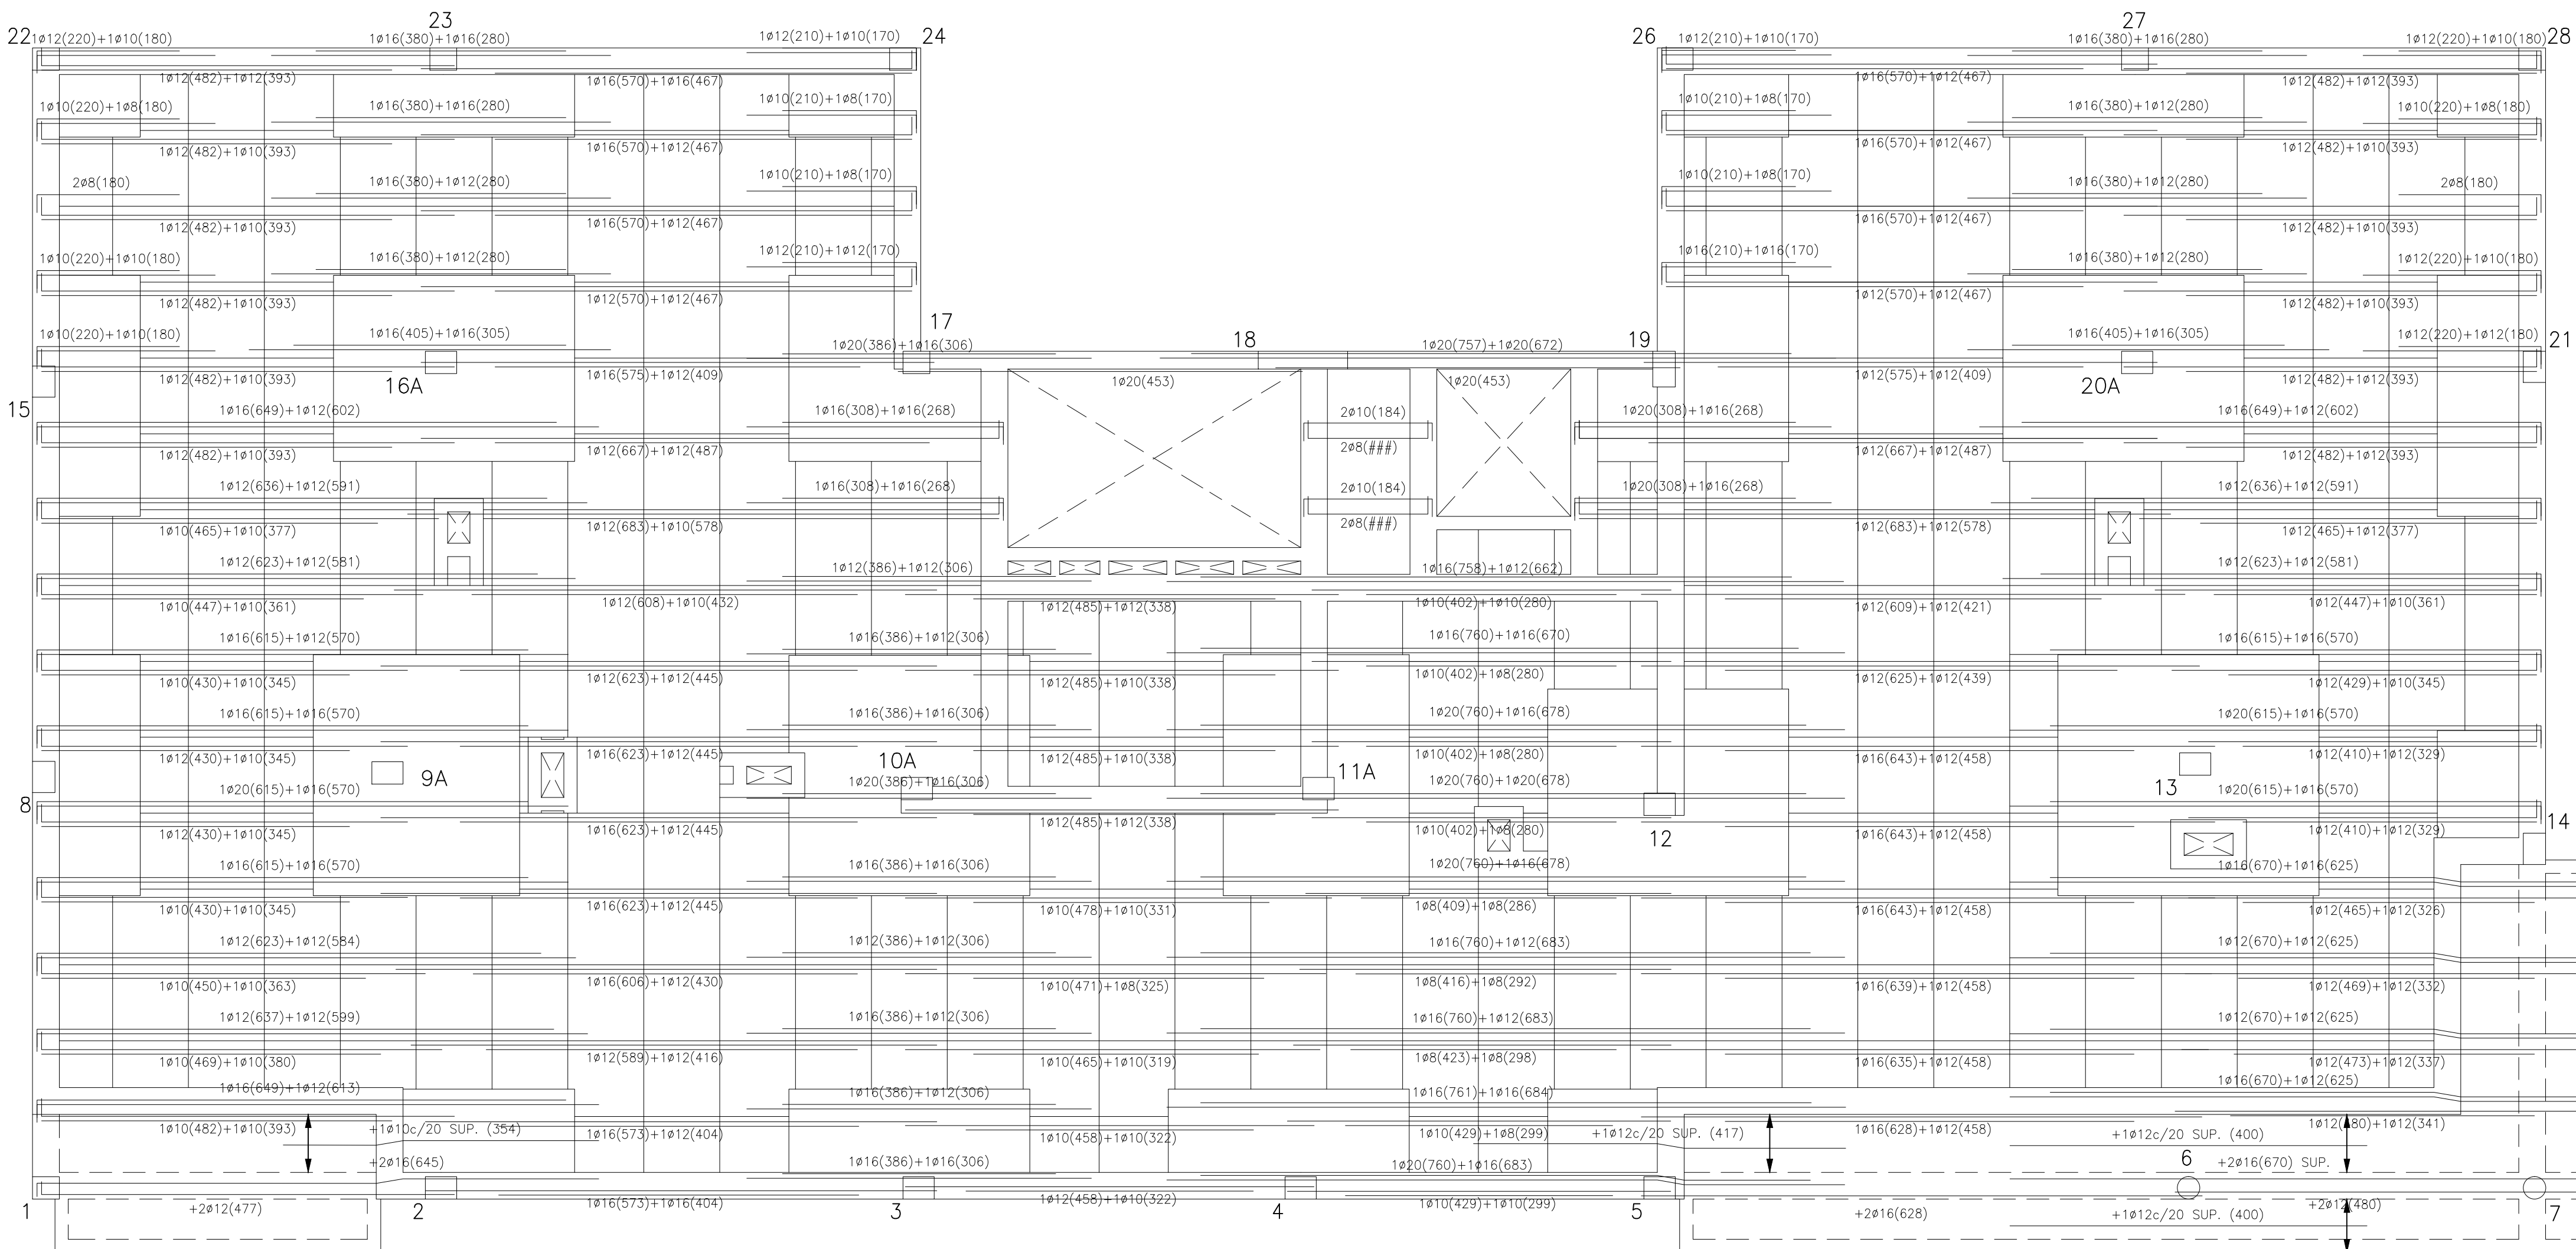 23
27
22
1ø12(220)+1ø10(180)
1ø16(380)+1ø16(280)
1ø12(210)+1ø10(170)
24
26
1ø12(210)+1ø10(170)
1ø16(380)+1ø16(280)
1ø12(220)+1ø10(180)
28
1ø12(482)+1ø12(393)
1ø16(570)+1ø16(467)
1ø16(570)+1ø12(467)
1ø12(482)+1ø12(393)
1ø10(220)+1ø8(180)
1ø16(380)+1ø16(280)
1ø10(210)+1ø8(170)
1ø10(210)+1ø8(170)
1ø16(380)+1ø12(280)
1ø10(220)+1ø8(180)
1ø12(482)+1ø10(393)
1ø16(570)+1ø12(467)
1ø16(570)+1ø12(467)
1ø12(482)+1ø10(393)
2ø8(180)
1ø16(380)+1ø12(280)
1ø10(210)+1ø8(170)
1ø10(210)+1ø8(170)
1ø16(380)+1ø12(280)
2ø8(180)
1ø12(482)+1ø10(393)
1ø16(570)+1ø12(467)
1ø16(570)+1ø12(467)
1ø12(482)+1ø10(393)
1ø10(220)+1ø10(180)
1ø16(380)+1ø12(280)
1ø12(210)+1ø12(170)
1ø16(210)+1ø16(170)
1ø16(380)+1ø12(280)
1ø12(220)+1ø10(180)
1ø12(482)+1ø10(393)
1ø12(570)+1ø12(467)
1ø12(570)+1ø12(467)
1ø12(482)+1ø10(393)
1ø10(220)+1ø10(180)
1ø16(405)+1ø16(305)
17
1ø20(386)+1ø16(306)
18
1ø20(757)+1ø20(672)
19
1ø16(405)+1ø16(305)
1ø12(220)+1ø12(180)
21
1ø12(482)+1ø10(393)
16A
1ø16(575)+1ø12(409)
1ø20(453)
1ø20(453)
1ø12(575)+1ø12(409)
20A
1ø12(482)+1ø12(393)
15
1ø16(649)+1ø12(602)
1ø16(308)+1ø16(268)
2ø10(184)
1ø20(308)+1ø16(268)
1ø16(649)+1ø12(602)
1ø12(482)+1ø10(393)
1ø12(667)+1ø12(487)
2ø8(###)
1ø12(667)+1ø12(487)
1ø12(482)+1ø12(393)
1ø12(636)+1ø12(591)
1ø16(308)+1ø16(268)
2ø10(184)
1ø20(308)+1ø16(268)
1ø12(636)+1ø12(591)
1ø10(465)+1ø10(377)
1ø12(683)+1ø10(578)
2ø8(###)
1ø12(683)+1ø12(578)
1ø12(465)+1ø12(377)
1ø12(623)+1ø12(581)
1ø12(386)+1ø12(306)
1ø16(758)+1ø12(662)
1ø12(623)+1ø12(581)
1ø10(447)+1ø10(361)
1ø12(608)+1ø10(432)
1ø12(485)+1ø12(338)
1ø10(402)+1ø10(280)
1ø12(609)+1ø12(421)
1ø12(447)+1ø10(361)
1ø16(615)+1ø12(570)
1ø16(386)+1ø12(306)
1ø16(760)+1ø16(670)
1ø16(615)+1ø16(570)
1ø10(430)+1ø10(345)
1ø12(623)+1ø12(445)
1ø12(485)+1ø10(338)
1ø10(402)+1ø8(280)
1ø12(625)+1ø12(439)
1ø12(429)+1ø10(345)
1ø16(615)+1ø16(570)
1ø16(386)+1ø16(306)
1ø20(760)+1ø16(678)
1ø20(615)+1ø16(570)
1ø12(430)+1ø10(345)
1ø16(623)+1ø12(445)
1ø12(485)+1ø10(338)
1ø10(402)+1ø8(280)
1ø16(643)+1ø12(458)
1ø12(410)+1ø12(329)
8
9A
10A
11A
13
1ø20(615)+1ø16(570)
1ø20(386)+1ø16(306)
1ø20(760)+1ø20(678)
1ø20(615)+1ø16(570)
1ø12(430)+1ø10(345)
1ø16(623)+1ø12(445)
1ø12(485)+1ø12(338)
1ø10(402)+1ø8(280)
12
1ø16(643)+1ø12(458)
1ø12(410)+1ø12(329)
14
1ø16(615)+1ø16(570)
1ø16(386)+1ø16(306)
1ø20(760)+1ø16(678)
1ø16(670)+1ø16(625)
1ø10(430)+1ø10(345)
1ø16(623)+1ø12(445)
1ø10(478)+1ø10(331)
1ø8(409)+1ø8(286)
1ø16(643)+1ø12(458)
1ø12(465)+1ø12(326)
1ø12(623)+1ø12(584)
1ø12(386)+1ø12(306)
1ø16(760)+1ø12(683)
1ø12(670)+1ø12(625)
1ø10(450)+1ø10(363)
1ø16(606)+1ø12(430)
1ø10(471)+1ø8(325)
1ø8(416)+1ø8(292)
1ø16(639)+1ø12(458)
1ø12(469)+1ø12(332)
1ø12(637)+1ø12(599)
1ø16(386)+1ø12(306)
1ø16(760)+1ø12(683)
1ø12(670)+1ø12(625)
1ø10(469)+1ø10(380)
1ø12(589)+1ø12(416)
1ø10(465)+1ø10(319)
1ø8(423)+1ø8(298)
1ø16(635)+1ø12(458)
1ø12(473)+1ø12(337)
1ø16(649)+1ø12(613)
1ø16(386)+1ø12(306)
1ø16(761)+1ø16(684)
1ø16(670)+1ø12(625)
1ø10(482)+1ø10(393)
+1ø10c/20 SUP. (354)
1ø16(573)+1ø12(404)
1ø10(458)+1ø10(322)
1ø10(429)+1ø8(299)
+1ø12c/20 SUP. (417)
1ø16(628)+1ø12(458)
+1ø12c/20 SUP. (400)
1ø12(480)+1ø12(341)
+2ø16(645)
1ø16(386)+1ø16(306)
1ø20(760)+1ø16(683)
6
+2ø16(670) SUP.
1
+2ø12(477)
2
1ø16(573)+1ø16(404)
3
1ø12(458)+1ø10(322)
4
1ø10(429)+1ø10(299)
5
+2ø16(628)
+1ø12c/20 SUP. (400)
+2ø12(480)
7